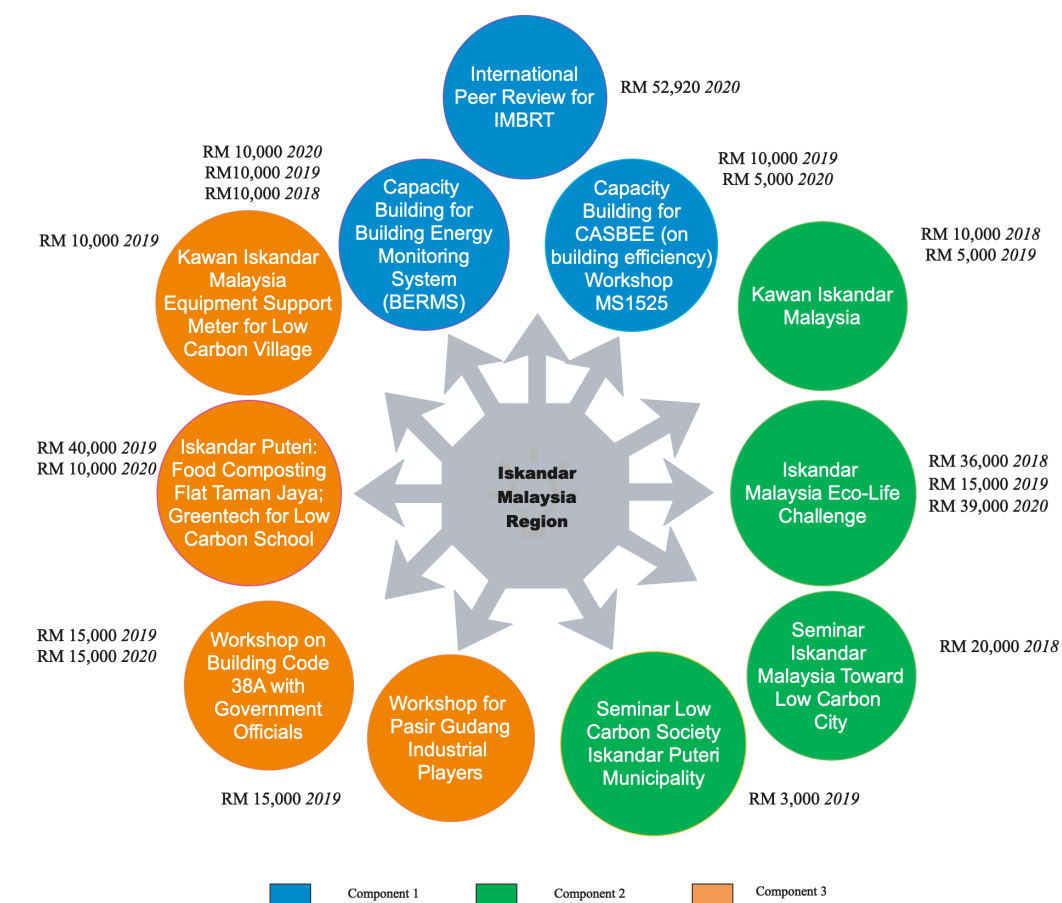 International
Peer Review for
IMBRT
RM 52,920 2020
RM 10,000 2020
RM10,000 2019
RM10,000 2018
Capacity
Building for
Building Energy
Monitoring
System
(BERMS)
RM 10,000 2019
RM 5,000 2020
Capacity
Building for
CASBEE (on
building efficiency)
Workshop
MS1525
RM 10,000 2019
Kawan Iskandar
Malaysia
Equipment Support
Meter for Low
Carbon Village
RM 10,000 2018
RM 5,000 2019
Kawan Iskandar
Malaysia
RM 40,000 2019
RM 10,000 2020
Iskandar Puteri:
Food Composting
Flat Taman Jaya;
Greentech for Low
Carbon School
Iskandar
Malaysia
Region
Iskandar
Malaysia Eco-Life
Challenge
RM 36,000 2018
RM 15,000 2019
RM 39,000 2020
RM 15,000 2019
RM 15,000 2020
Workshop on
Building Code
38A with
Government
Officials
Seminar
Iskandar
Malaysia Toward
Low Carbon
City
RM 20,000 2018
Workshop for
Pasir Gudang
Industrial
Players
RM 15,000 2019
Seminar Low
Carbon Society
Iskandar Puteri
Municipality
RM 3,000 2019
Component 1
Component 2
Component 3